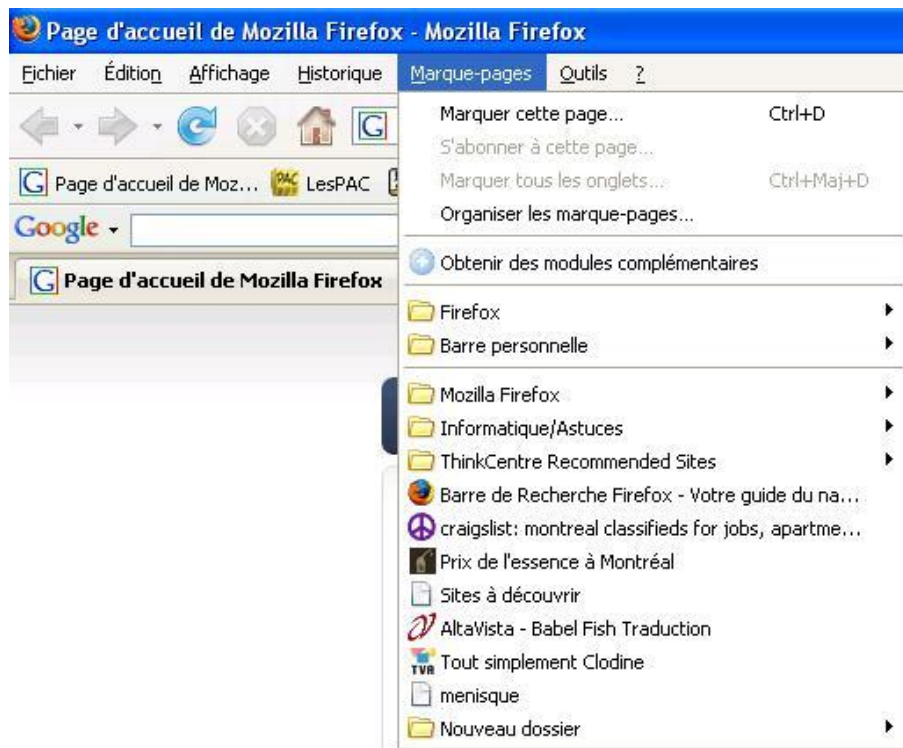 Page d'accueil de Mozilla Firefox - Mozilla Firefox
Fichier Édition Affichage Historique Marque-pages Outils ?
G
G Page d'accueil de Moz... PAC LesPAC
Google
G Page d'accueil de Mozilla Firefox
Marquer cette page... Ctrl+D
S'abonner à cette page...
Marquer tous les onglets... Ctrl+Maj+D
Organiser les marque-pages...
Obtenir des modules complémentaires
Firefox
Barre personnelle
Mozilla Firefox
Informatique/Astuces
ThinkCentre Recommended Sites
Barre de Recherche Firefox - Votre guide du na...
craigslist: montreal classifieds for jobs, apartme...
Prix de l'essence à Montréal
Sites à découvrir
AltaVista - Babel Fish Traduction
TVA Tout simplement Clodine
menisque
Nouveau dossier